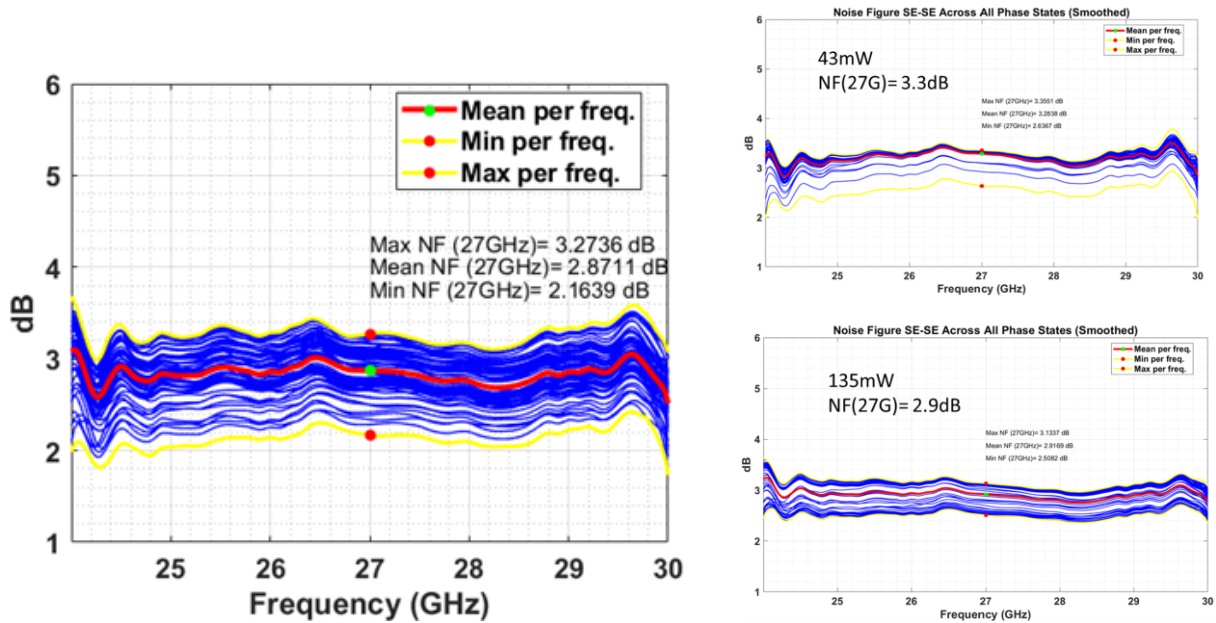 6
5
4
3
2
1
dB
Mean per freq.
Min per freq.
Max per freq.
Max NF (27GHz)= 3.2736 dB
Mean NF (27GHz)= 2.8711 dB
Min NF (27GHz)= 2.1639 dB
25 26 27 28 29 30
Frequency (GHz)
Noise Figure SE-SE Across All Phase States (Smoothed)
6
5
4
3
2
1
dB
Mean per freq.
Min per freq.
Max per freq.
43mW
NF(27G)= 3.3dB
Max NF (27GHz)= 3.3551 dB
Mean NF (27GHz)= 3.2838 dB
Min NF (27GHz)= 2.6367 dB
25 26 27 28 29 30
Frequency (GHz)
Noise Figure SE-SE Across All Phase States (Smoothed)
6
5
4
3
2
1
dB
Mean per freq.
Min per freq.
Max per freq.
135mW
NF(27G)= 2.9dB
Max NF (27GHz)= 3.1337 dB
Mean NF (27GHz)= 2.9169 dB
Min NF (27GHz)= 2.5082 dB
25 26 27 28 29 30
Frequency (GHz)